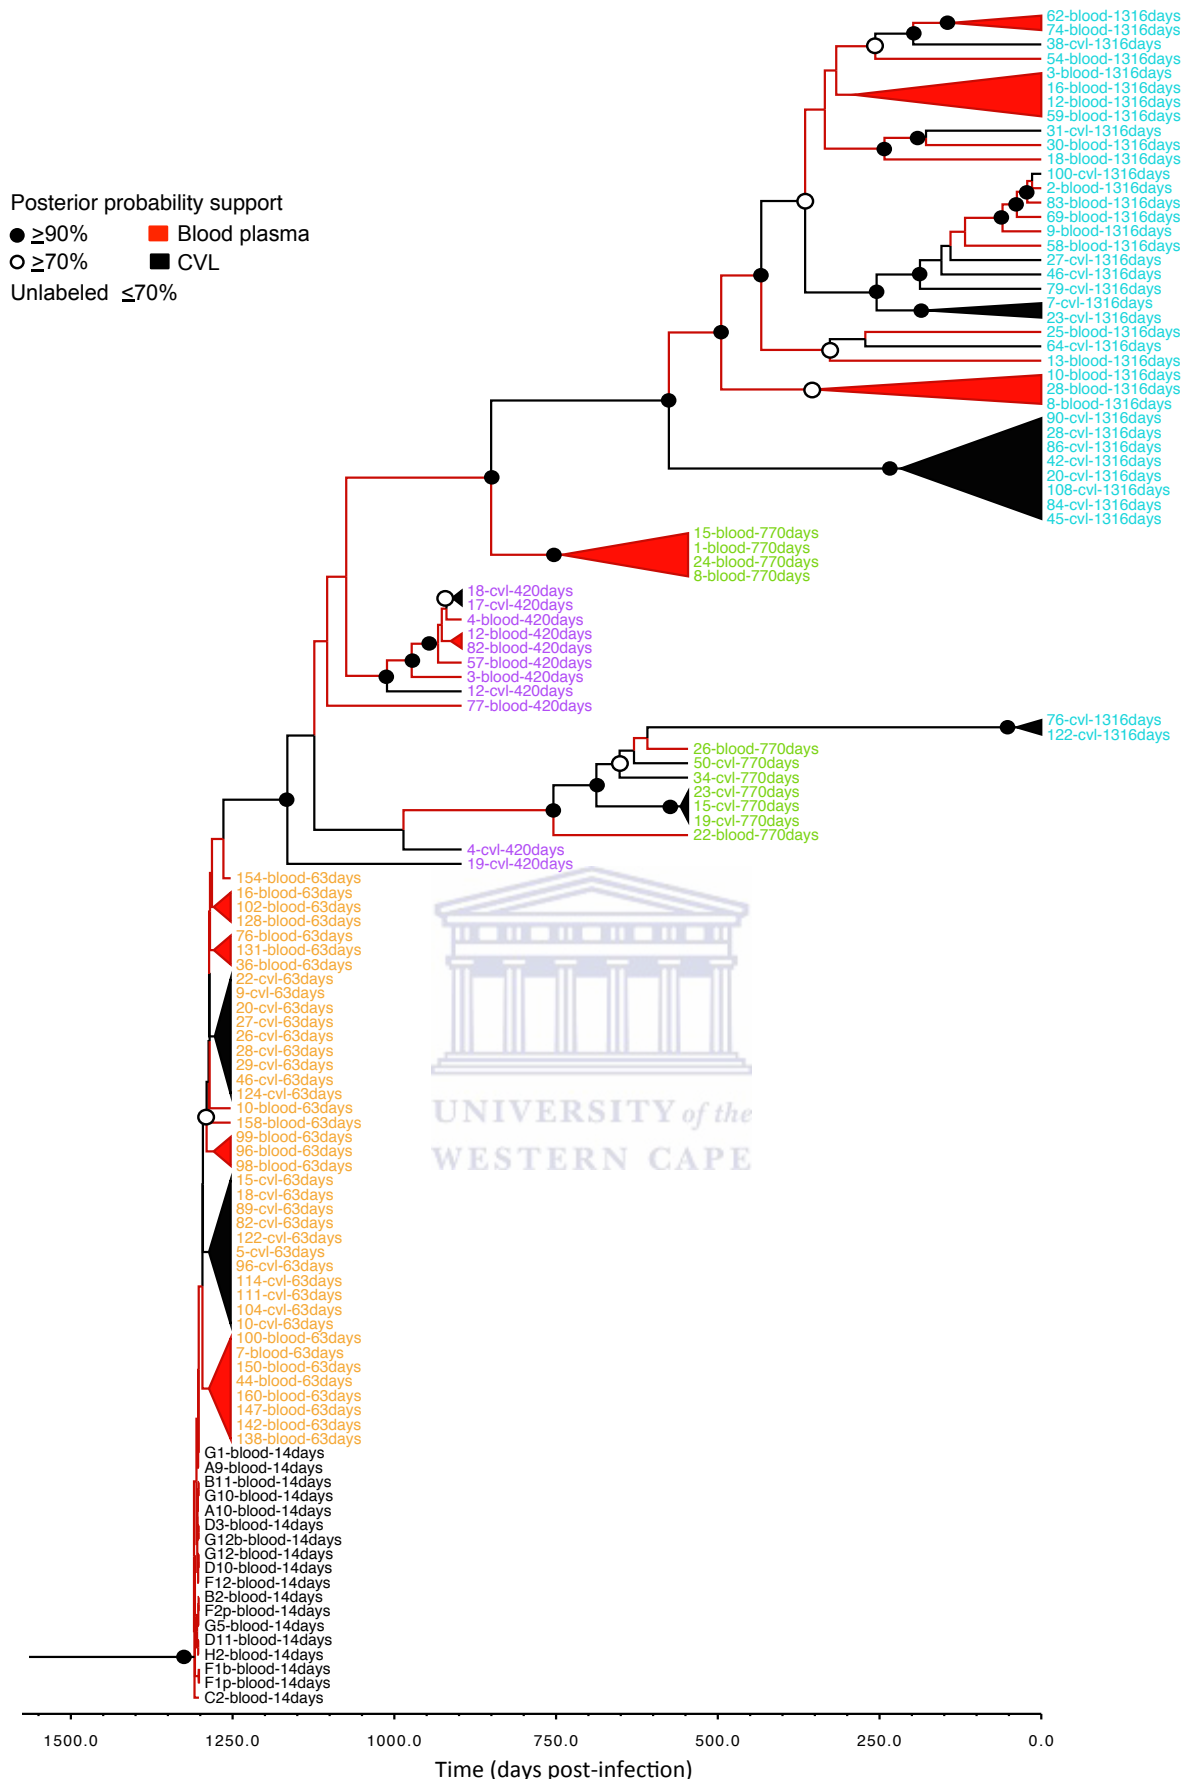 62-blood-1316days
74-blood-1316days
38-cvl-1316days
54-blood-1316days
3-blood-1316days
16-blood-1316days
12-blood-1316days
59-blood-1316days
31-cvl-1316days
30-blood-1316days
18-blood-1316days
100-cvl-1316days
2-blood-1316days
83-blood-1316days
69-blood-1316days
9-blood-1316days
58-blood-1316days
27-cvl-1316days
46-cvl-1316days
79-cvl-1316days
7-cvl-1316days
23-cvl-1316days
25-blood-1316days
64-cvl-1316days
13-blood-1316days
10-blood-1316days
28-blood-1316days
8-blood-1316days
90-cvl-1316days
28-cvl-1316days
86-cvl-1316days
42-cvl-1316days
20-cvl-1316days
108-cvl-1316days
84-cvl-1316days
45-cvl-1316days
Posterior probability support
≥90% Blood plasma
≥70% CVL
Unlabeled ≤70%
15-blood-770days
1-blood-770days
24-blood-770days
8-blood-770days
18-cvl-420days
17-cvl-420days
4-blood-420days
12-blood-420days
82-blood-420days
57-blood-420days
3-blood-420days
12-cvl-420days
77-blood-420days
76-cvl-1316days
122-cvl-1316days
26-blood-770days
50-cvl-770days
34-cvl-770days
23-cvl-770days
15-cvl-770days
19-cvl-770days
22-blood-770days
4-cvl-420days
19-cvl-420days
154-blood-63days
16-blood-63days
102-blood-63days
128-blood-63days
76-blood-63days
131-blood-63days
36-blood-63days
22-cvl-63days
9-cvl-63days
20-cvl-63days
27-cvl-63days
26-cvl-63days
28-cvl-63days
29-cvl-63days
46-cvl-63days
124-cvl-63days
10-blood-63days
158-blood-63days
99-blood-63days
96-blood-63days
98-blood-63days
15-cvl-63days
18-cvl-63days
89-cvl-63days
82-cvl-63days
122-cvl-63days
5-cvl-63days
96-cvl-63days
114-cvl-63days
111-cvl-63days
104-cvl-63days
10-cvl-63days
100-blood-63days
7-blood-63days
150-blood-63days
44-blood-63days
160-blood-63days
147-blood-63days
142-blood-63days
138-blood-63days
G1-blood-14days
A9-blood-14days
B11-blood-14days
G10-blood-14days
A10-blood-14days
D3-blood-14days
G12b-blood-14days
G12-blood-14days
D10-blood-14days
F12-blood-14days
B2-blood-14days
F2p-blood-14days
G5-blood-14days
D11-blood-14days
H2-blood-14days
F1b-blood-14days
F1p-blood-14days
C2-blood-14days
UNIVERSITY of the
WESTERN CAPE
1500.0 1250.0 1000.0 750.0 500.0 250.0 0.0
Time (days post-infection)